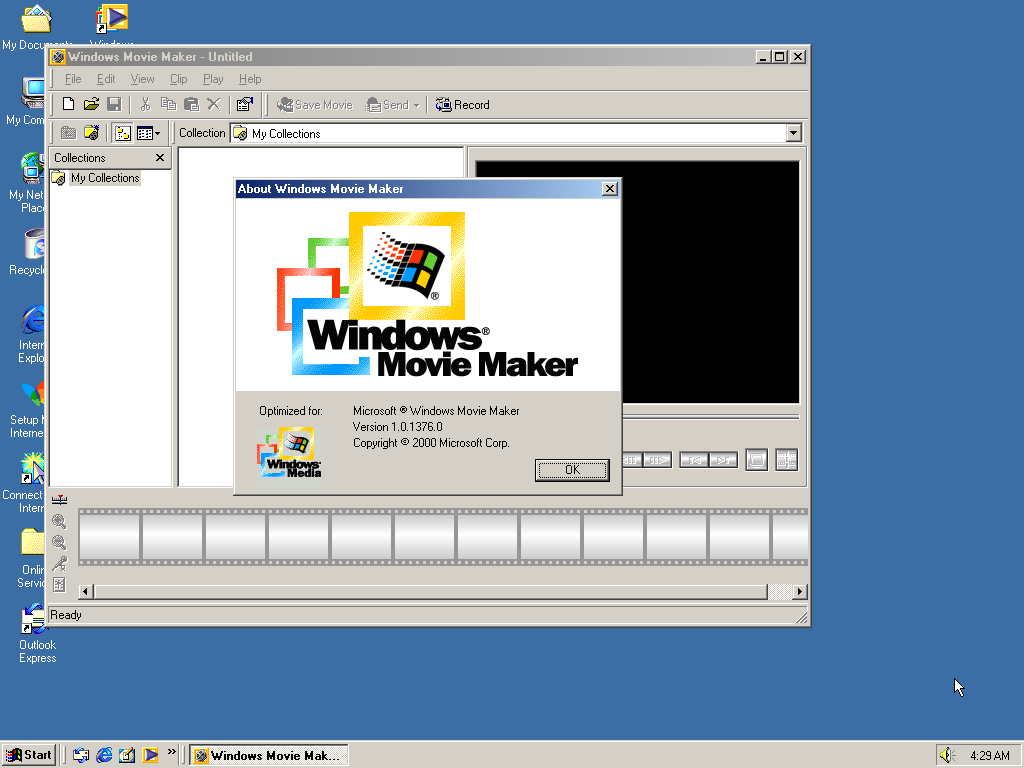 My Docum
Windows
My Com
My Net
Place
Recycle
Intern
Explo
Setup M
Interne
Connect
Intern
Onlin
Servic
Outlook
Express
Windows Movie Maker - Untitled
File Edit View Clip Play Help
Save Movie Send Record
Collection My Collections
Collections
My Collections
About Windows Movie Maker
Windows®
Movie Maker
Optimized for:
Windows
Media
Microsoft ® Windows Movie Maker
Version 1.0.1376.0
Copyright © 2000 Microsoft Corp.
OK
Ready
Start
Windows Movie Mak...
4:29 AM